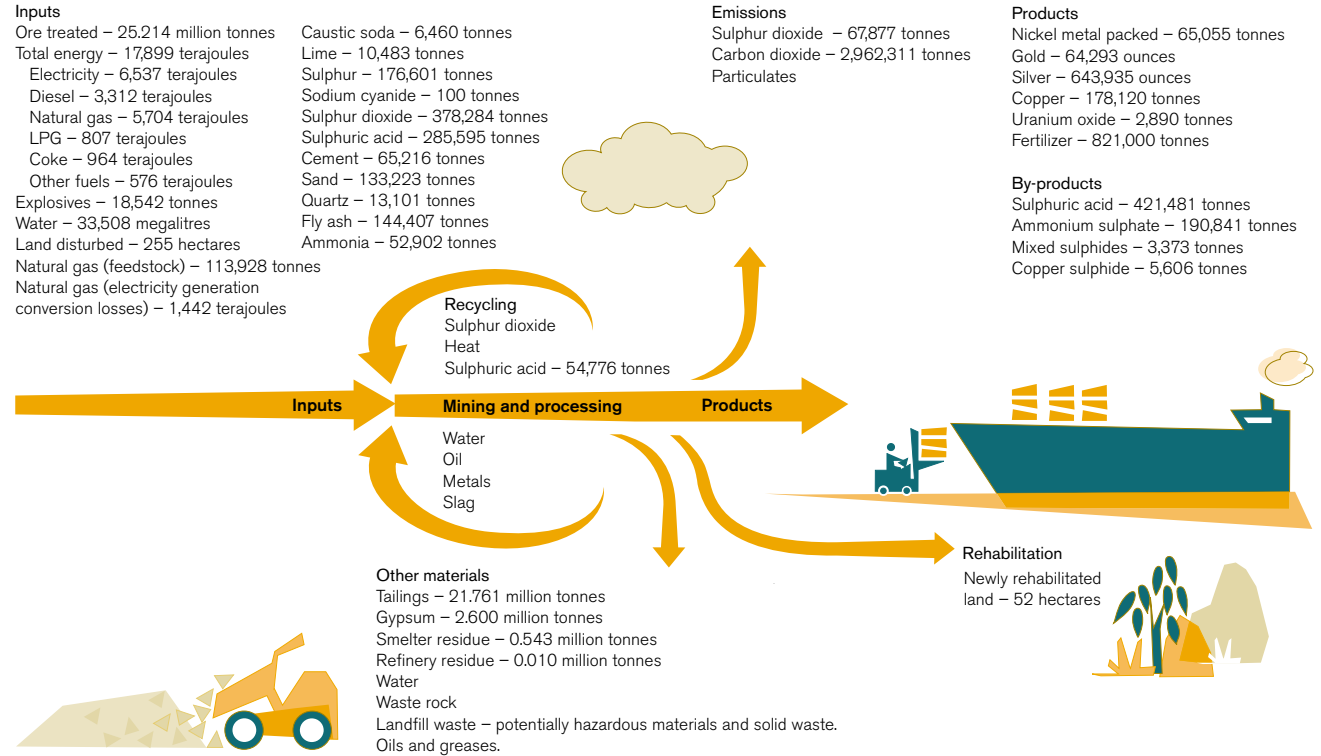 Inputs
Ore treated – 25.214 million tonnes
Total energy – 17,899 terajoules
Electricity – 6,537 terajoules
Diesel – 3,312 terajoules
Natural gas – 5,704 terajoules
LPG – 807 terajoules
Coke – 964 terajoules
Other fuels – 576 terajoules
Explosives – 18,542 tonnes
Water – 33,508 megalitres
Land disturbed – 255 hectares
Natural gas (feedstock) – 113,928 tonnes
Natural gas (electricity generation
conversion losses) – 1,442 terajoules
Caustic soda – 6,460 tonnes
Lime – 10,483 tonnes
Sulphur – 176,601 tonnes
Sodium cyanide – 100 tonnes
Sulphur dioxide – 378,284 tonnes
Sulphuric acid – 285,595 tonnes
Cement – 65,216 tonnes
Sand – 133,223 tonnes
Quartz – 13,101 tonnes
Fly ash – 144,407 tonnes
Ammonia – 52,902 tonnes
Emissions
Sulphur dioxide – 67,877 tonnes
Carbon dioxide – 2,962,311 tonnes
Particulates
Products
Nickel metal packed – 65,055 tonnes
Gold – 64,293 ounces
Silver – 643,935 ounces
Copper – 178,120 tonnes
Uranium oxide – 2,890 tonnes
Fertilizer – 821,000 tonnes
By-products
Sulphuric acid – 421,481 tonnes
Ammonium sulphate – 190,841 tonnes
Mixed sulphides – 3,373 tonnes
Copper sulphide – 5,606 tonnes
Recycling
Sulphur dioxide
Heat
Sulphuric acid – 54,776 tonnes
Inputs
Mining and processing
Products
Water
Oil
Metals
Slag
Rehabilitation
Newly rehabilitated
land – 52 hectares
Other materials
Tailings – 21.761 million tonnes
Gypsum – 2.600 million tonnes
Smelter residue – 0.543 million tonnes
Refinery residue – 0.010 million tonnes
Water
Waste rock
Landfill waste – potentially hazardous materials and solid waste.
Oils and greases.